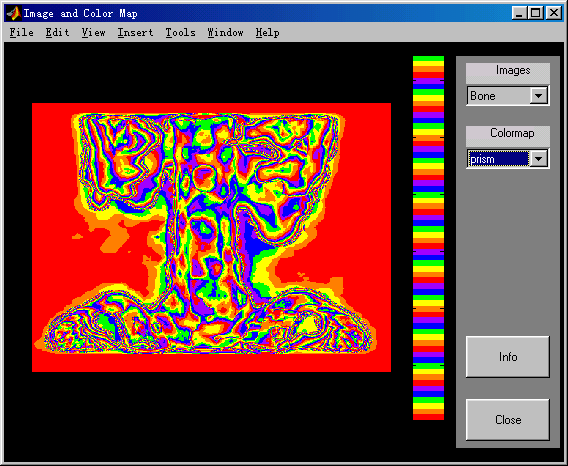 Image and Color Map
File Edit View Insert Tools Window Help
Images
Bone
Colormap
prism
Info
Close